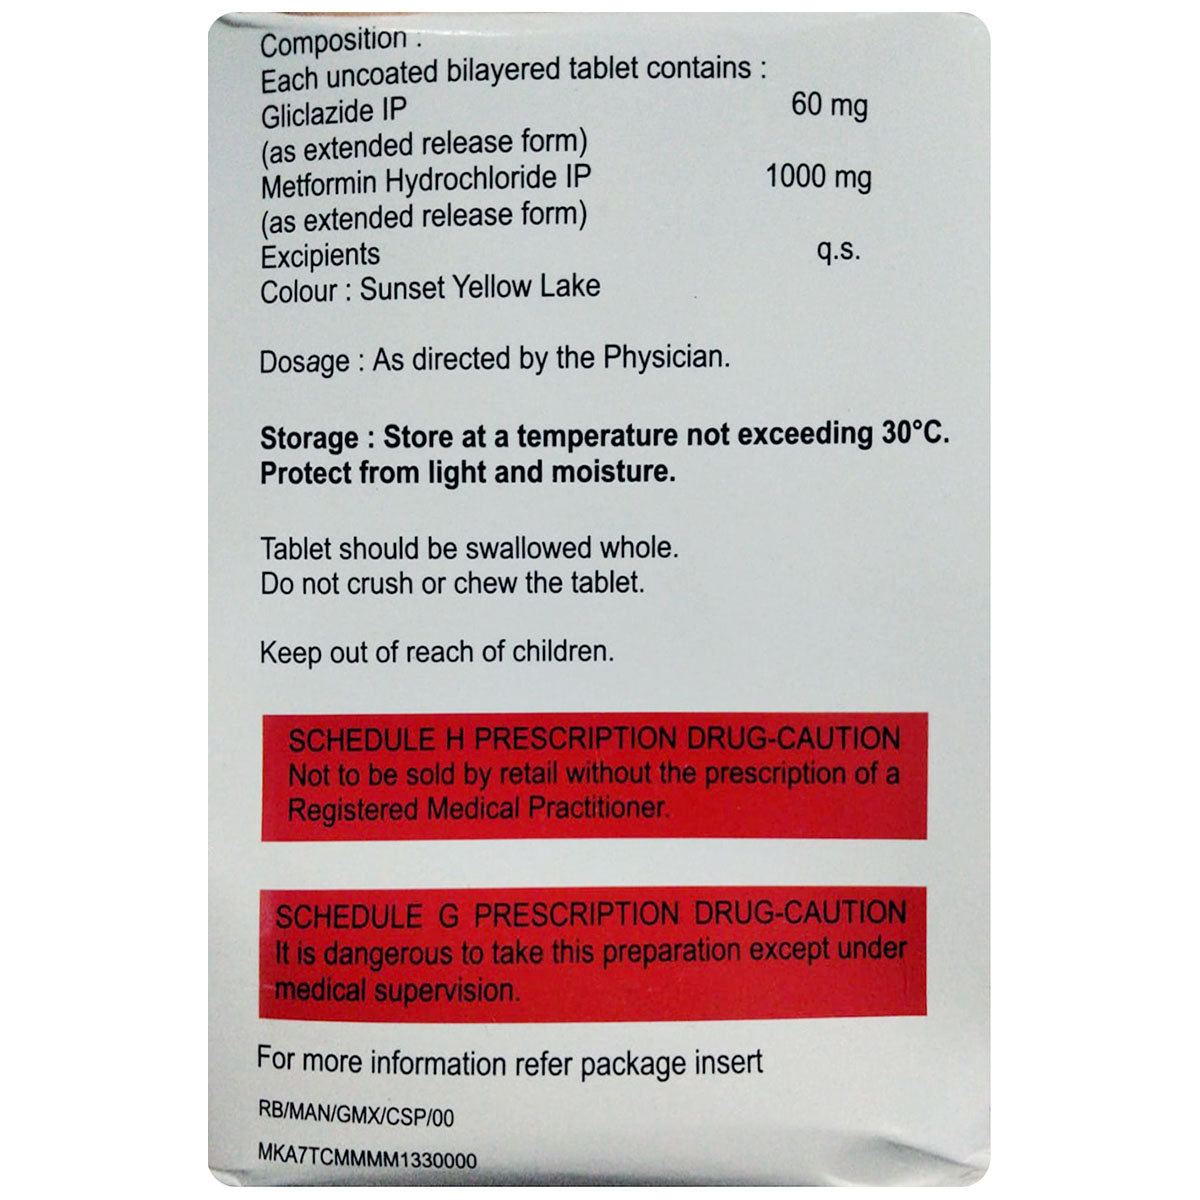 Composition :
Each uncoated bilayered tablet contains :
Gliclazide IP 60 mg
(as extended release form)
Metformin Hydrochloride IP 1000 mg
(as extended release form)
Excipients q.s.
Colour : Sunset Yellow Lake
Dosage : As directed by the Physician.
Storage : Store at a temperature not exceeding 30°C.
Protect from light and moisture.
Tablet should be swallowed whole.
Do not crush or chew the tablet.
Keep out of reach of children.
SCHEDULE H PRESCRIPTION DRUG-CAUTION
Not to be sold by retail without the prescription of a
Registered Medical Practitioner.
SCHEDULE G PRESCRIPTION DRUG-CAUTION
It is dangerous to take this preparation except under
medical supervision.
For more information refer package insert
RB/MAN/GMX/CSP/00
MKA7TCMMMM1330000